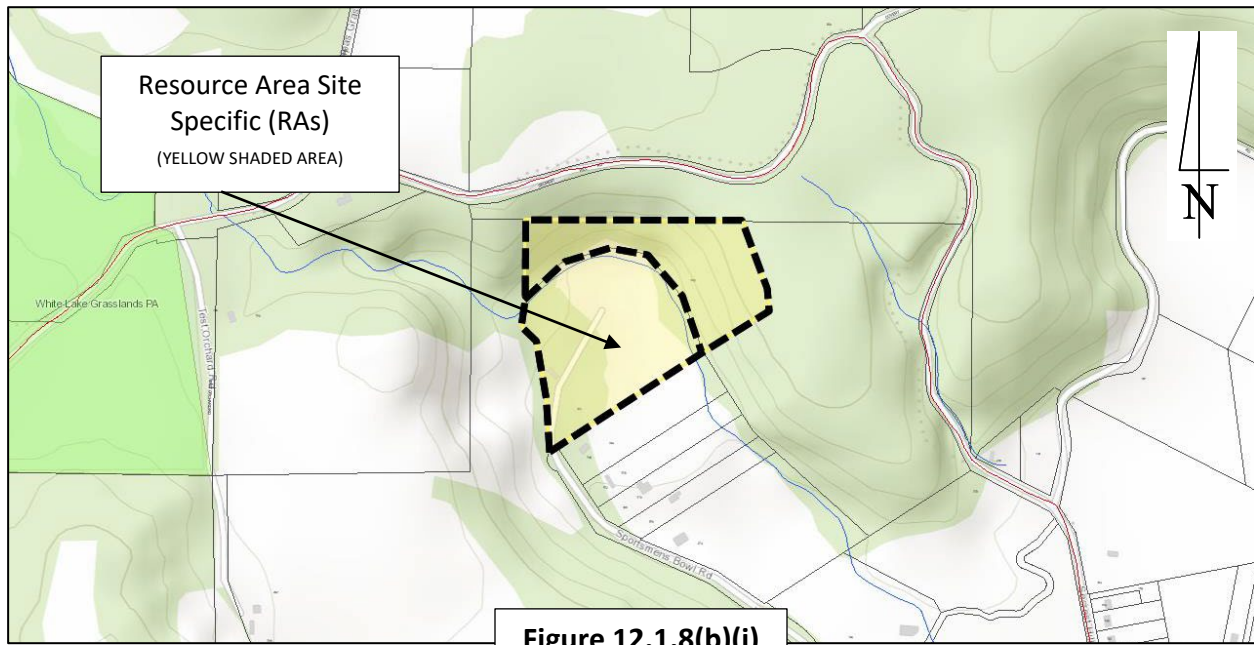 Resource Area Site
Specific (RAs)
(YELLOW SHADED AREA)
N
White Lake Grasslands PA
Test Orchard
Sportsmens Bowl Rd
Figure 12.1.8(b)(i)